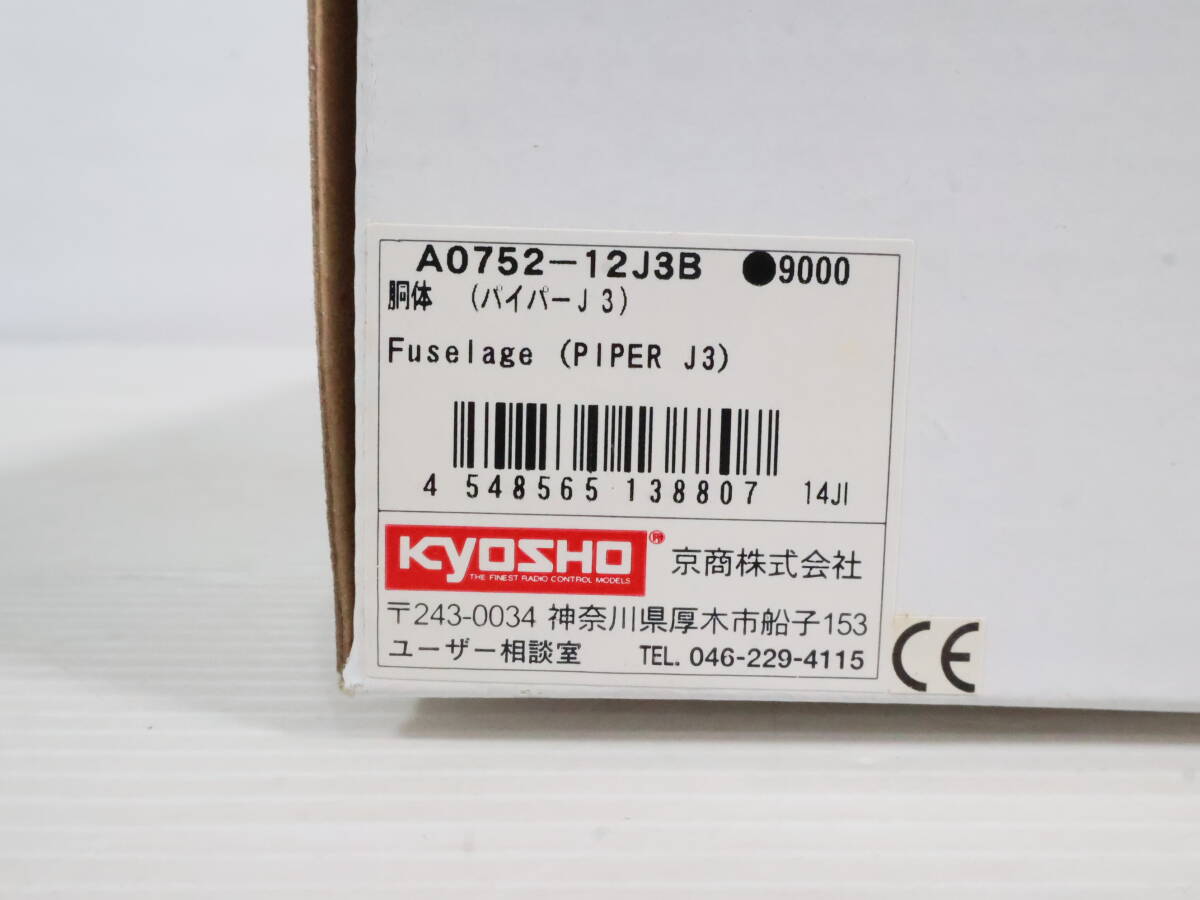 A0752-12J3B ●9000
胴体 (パイパーJ3)
Fuselage (PIPER J3)
4 548565 138807 14JI
KYOSHO 京商株式会社
THE FINEST RADIO CONTROL MODELS
〒243-0034 神奈川県厚木市船子153
ユーザー相談室 TEL. 046-229-4115
CE